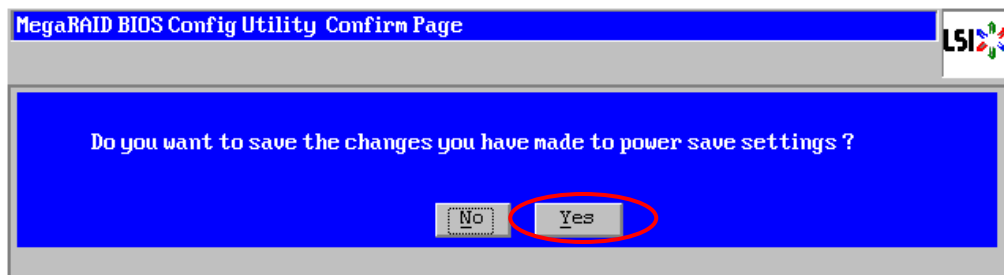 MegaRAID BIOS Config Utility Confirm Page
LSI
Do you want to save the changes you have made to power save settings ?
No Yes